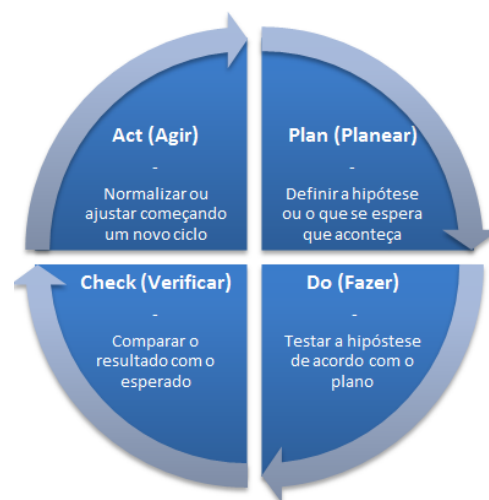 Act (Agir)
-
Normalizar ou
ajustar começando
um novo ciclo
Plan (Planear)
-
Definir a hipótese
ou o que se espera
que aconteça
Check (Verificar)
-
Comparar o
resultado com o
esperado
Do (Fazer)
-
Testar a hipóstese
de acordo com o
plano